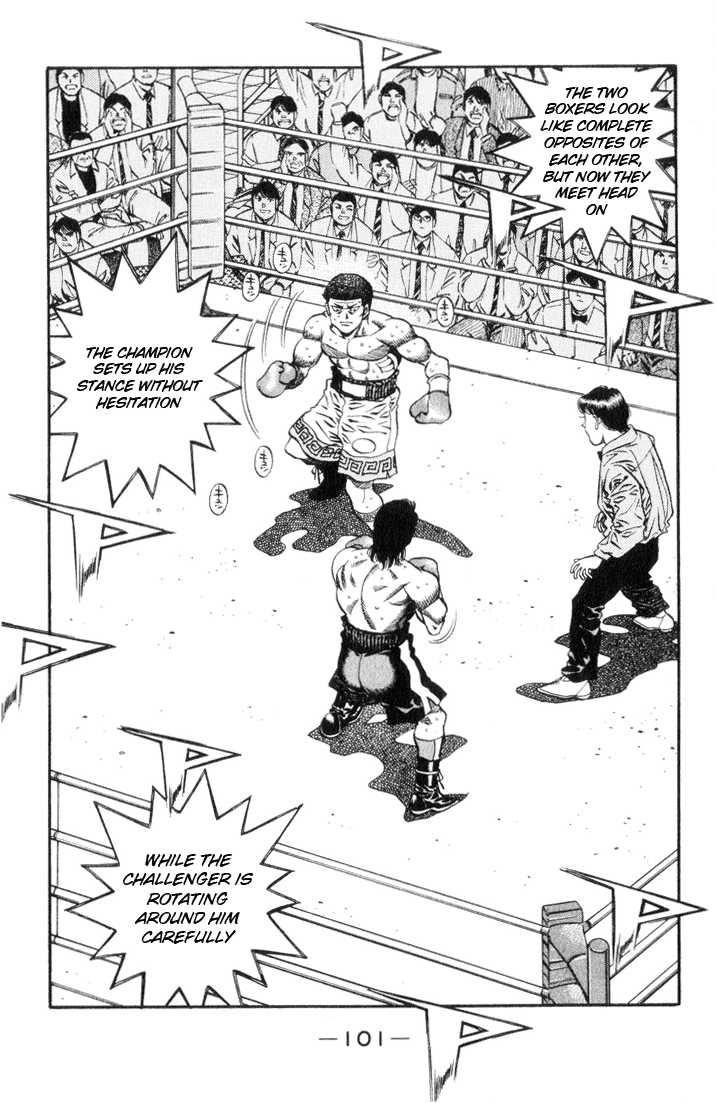 THE TWO
BOXERS LOOK
LIKE COMPLETE
OPPOSITES OF
EACH OTHER,
BUT NOW THEY
MEET HEAD
ON
THE CHAMPION
SETS UP HIS
STANCE WITHOUT
HESITATION
WHILE THE
CHALLENGER IS
ROTATING
AROUND HIM
CAREFULLY
—101—